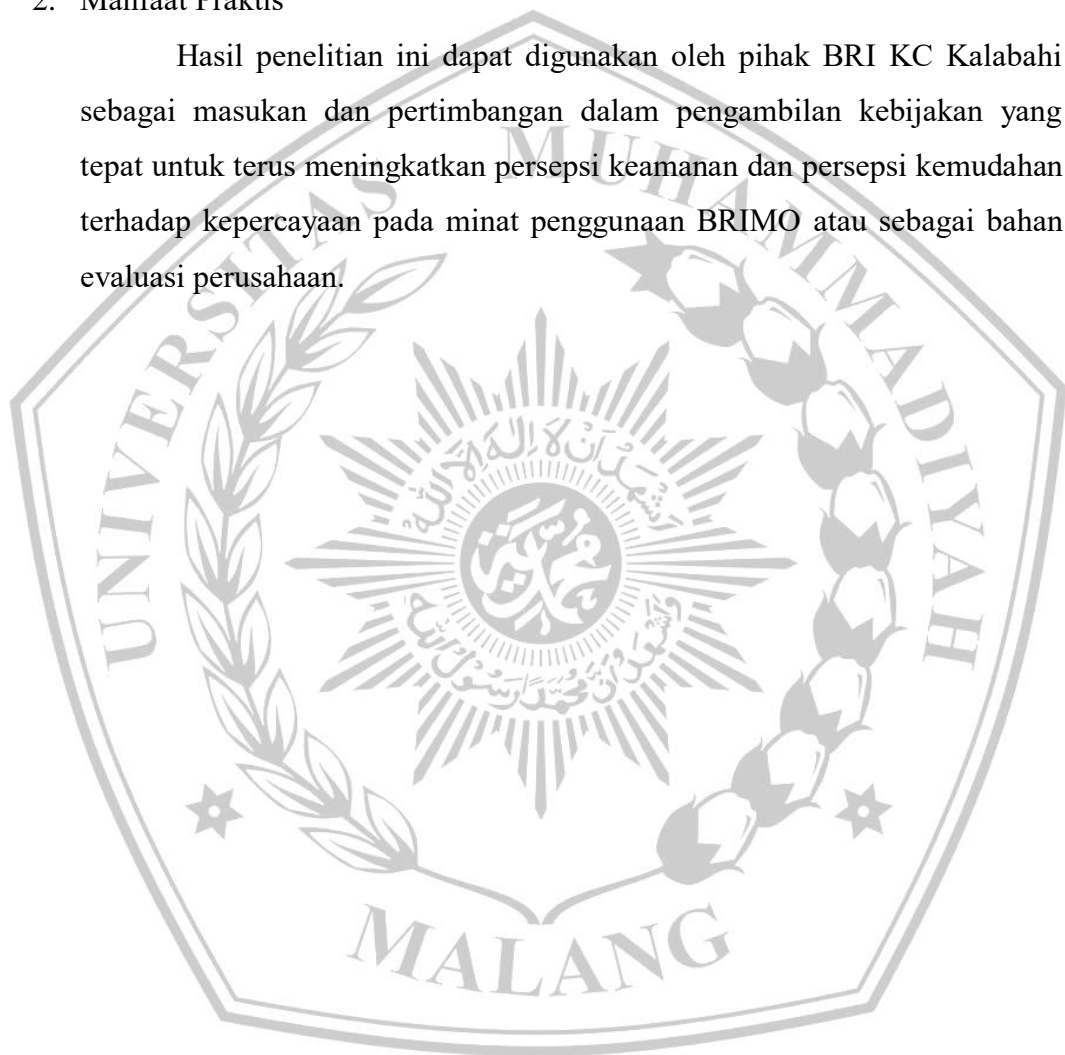 2. Manfaat Praktis
Hasil penelitian ini dapat digunakan oleh pihak BRI KC Kalabahi
sebagai masukan dan pertimbangan dalam pengambilan kebijakan yang
tepat untuk terus meningkatkan persepsi keamanan dan persepsi kemudahan
terhadap kepercayaan pada minat penggunaan BRIMO atau sebagai bahan
evaluasi perusahaan.
UNIVERSITAS MUHAMMADIYAH
MALANG